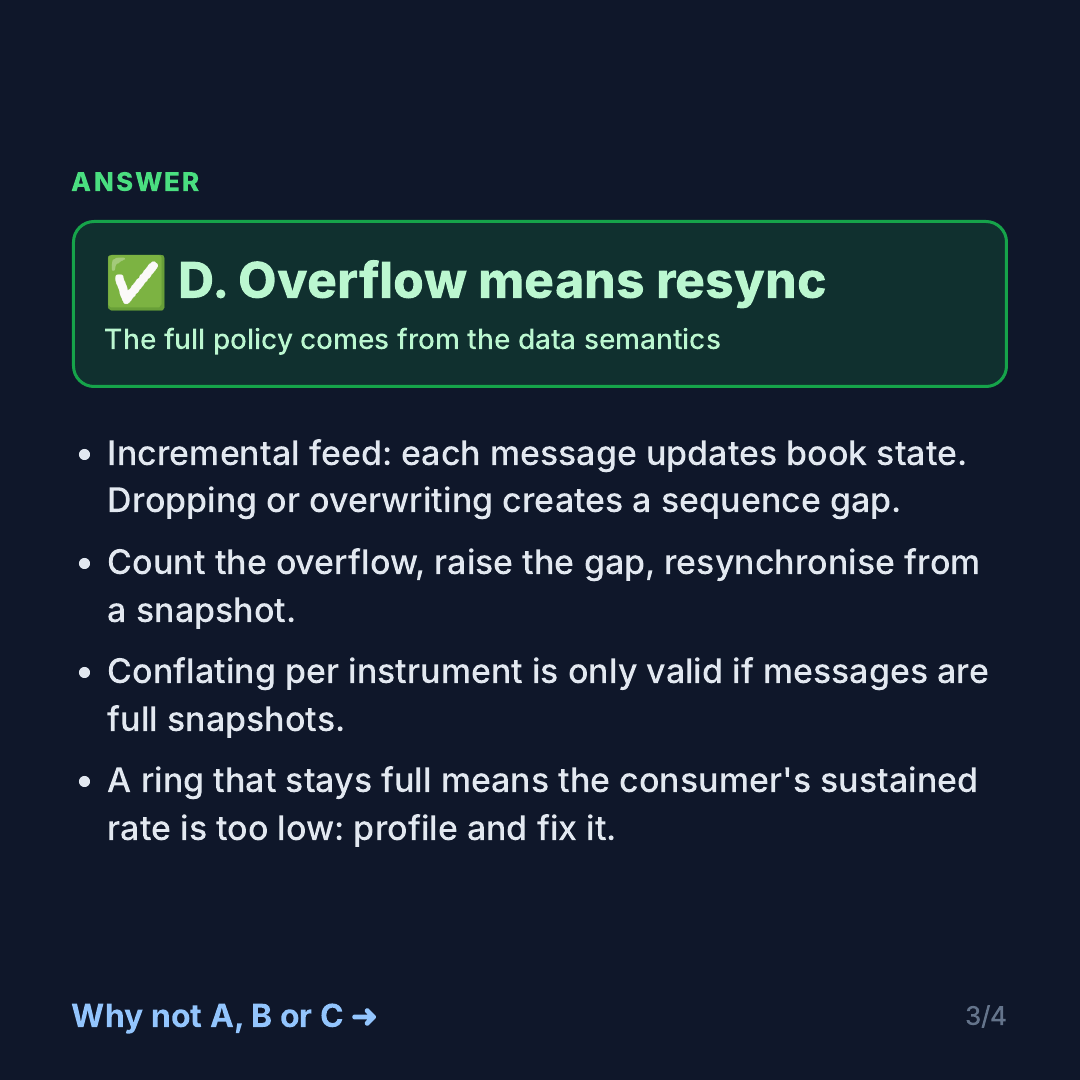 ANSWER
✅ D. Overflow means resync
The full policy comes from the data semantics
• Incremental feed: each message updates book state.
Dropping or overwriting creates a sequence gap.
• Count the overflow, raise the gap, resynchronise from
a snapshot.
• Conflating per instrument is only valid if messages are
full snapshots.
• A ring that stays full means the consumer's sustained
rate is too low: profile and fix it.
Why not A, B or C ➜
3/4